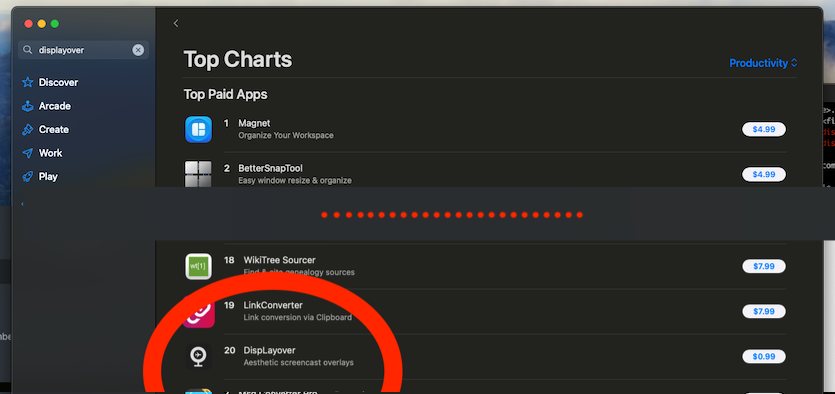 displayover
Discover
Arcade
Create
Work
Play
Top Charts
Productivity
Top Paid Apps
1 Magnet
Organize Your Workspace
$4.99
2 BetterSnapTool
Easy window resize & organize
$4.99
wt[1]
18 WikiTree Sourcer
Find & cite genealogy sources
$7.99
19 LinkConverter
Link conversion via Clipboard
$7.99
20 DispLayover
Aesthetic screencast overlays
$0.99